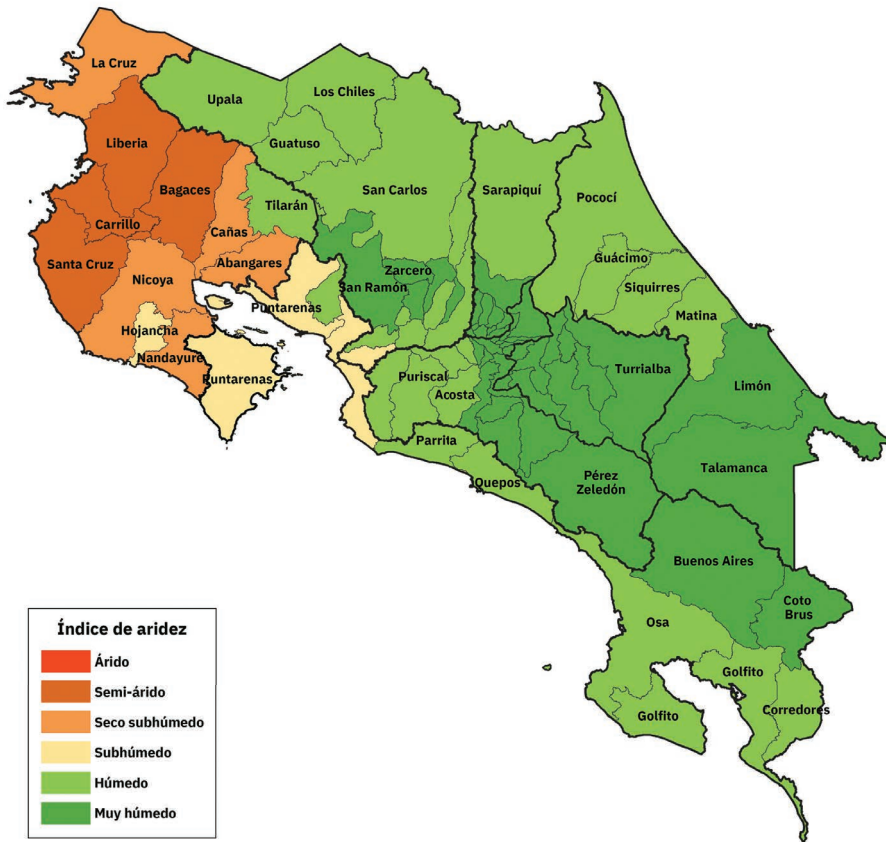 La Cruz
Upala
Los Chiles
Liberia
Guatuso
Bagaces
San Carlos
Sarapiquí
Pococí
Tilarán
Carrillo
Cañas
Santa Cruz
Nicoya
Abangares
Zarcero
Guácimo
San Ramón
Siquirres
Puntarenas
Matina
Hojancha
Nandayure
Puntarenas
Puriscal
Turrialba
Limón
Acosta
Parrita
Talamanca
Quepos
Pérez
Zeledón
Buenos Aires
Coto
Brus
Osa
Golfito
Corredores
Golfito
Índice de aridez
Árido
Semi-árido
Seco subhúmedo
Subhúmedo
Húmedo
Muy húmedo